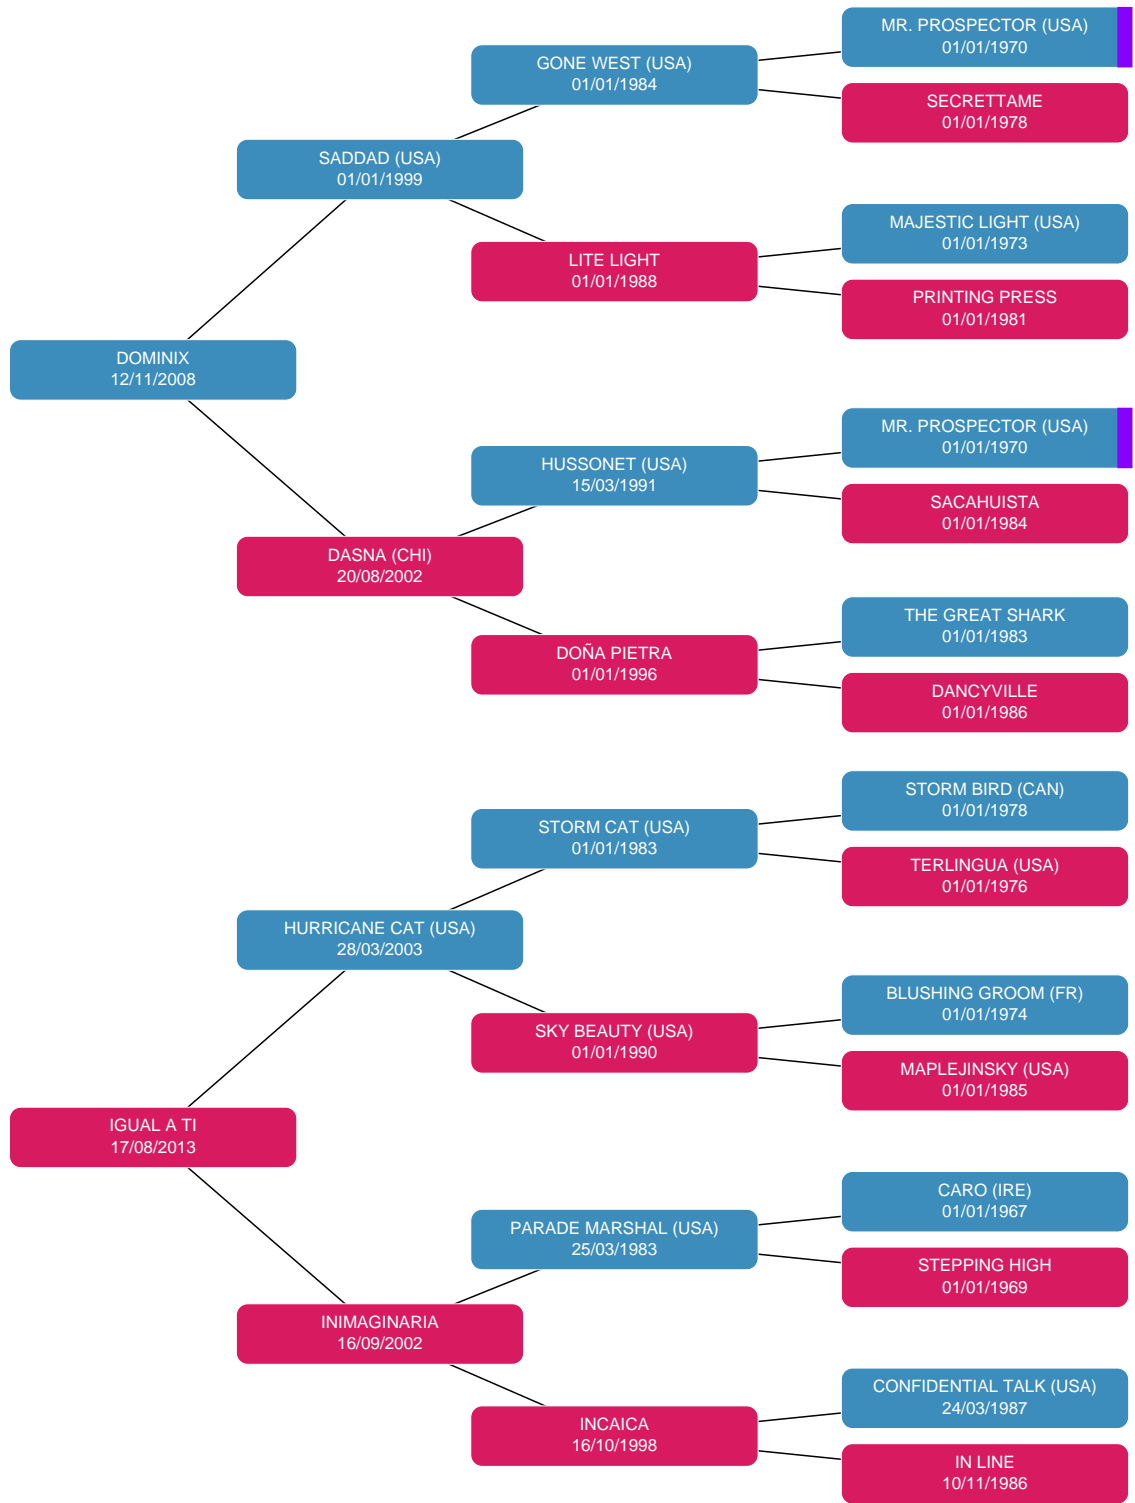 MR. PROSPECTOR (USA)
01/01/1970
GONE WEST (USA)
01/01/1984
SECRETTAME
01/01/1978
SADDAD (USA)
01/01/1999
MAJESTIC LIGHT (USA)
01/01/1973
LITE LIGHT
01/01/1988
PRINTING PRESS
01/01/1981
DOMINIX
12/11/2008
MR. PROSPECTOR (USA)
01/01/1970
HUSSONET (USA)
15/03/1991
SACAHUISTA
01/01/1984
DASNA (CHI)
20/08/2002
THE GREAT SHARK
01/01/1983
DOÑA PIETRA
01/01/1996
DANCYVILLE
01/01/1986
STORM BIRD (CAN)
01/01/1978
STORM CAT (USA)
01/01/1983
TERLINGUA (USA)
01/01/1976
HURRICANE CAT (USA)
28/03/2003
BLUSHING GROOM (FR)
01/01/1974
SKY BEAUTY (USA)
01/01/1990
MAPLEJINSKY (USA)
01/01/1985
IGUAL A TI
17/08/2013
CARO (IRE)
01/01/1967
PARADE MARSHAL (USA)
25/03/1983
STEPPING HIGH
01/01/1969
INIMAGINARIA
16/09/2002
CONFIDENTIAL TALK (USA)
24/03/1987
INCAICA
16/10/1998
IN LINE
10/11/1986